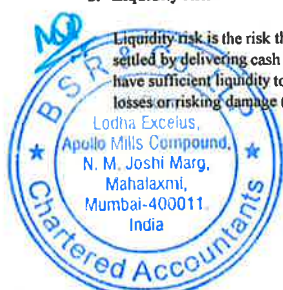 Liquidity risk is the risk th
settled by delivering cash
have sufficient liquidity to
losses or risking damage
B S R &
Lodha Excelus,
Apollo Mills Compound,
N. M. Joshi Marg,
Mahalaxmi,
Mumbai-400011
India
Chartered Accountants